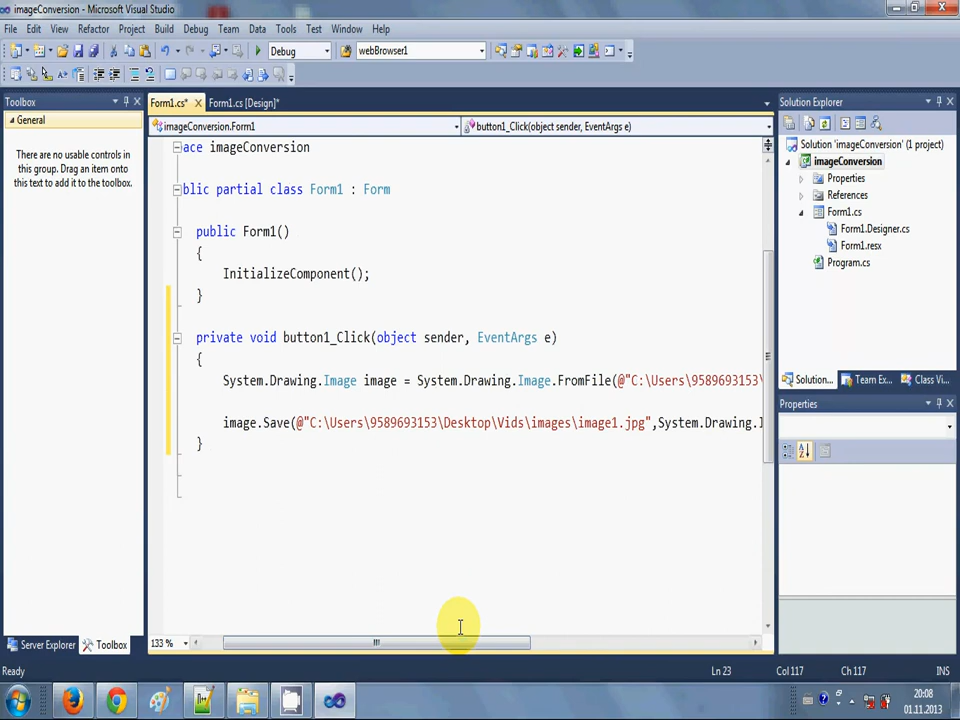 imageConversion - Microsoft Visual Studio
File Edit View Refactor Project Build Debug Team Data Tools Test Window Help
Debug
webBrowser1
Toolbox
General
There are no usable controls in
this group. Drag an item onto
this text to add it to the toolbox.
Server Explorer
Toolbox
Form1.cs*
Form1.cs [Design]*
imageConversion.Form1
button1_Click(object sender, EventArgs e)
ace imageConversion
blic partial class Form1 : Form
public Form1()
{
InitializeComponent();
}
private void button1_Click(object sender, EventArgs e)
{
System.Drawing.Image image = System.Drawing.Image.FromFile(@"C:\Users\9589693153\
image.Save(@"C:\Users\9589693153\Desktop\Vids\images\image1.jpg",System.Drawing.I
}
133 %
Solution Explorer
Solution 'imageConversion' (1 project)
imageConversion
Properties
References
Form1.cs
Form1.Designer.cs
Form1.resx
Program.cs
Solution...
Team Ex...
Class Vi...
Properties
Ready
Ln 23
Col 117
Ch 117
INS
20:08
01.11.2013